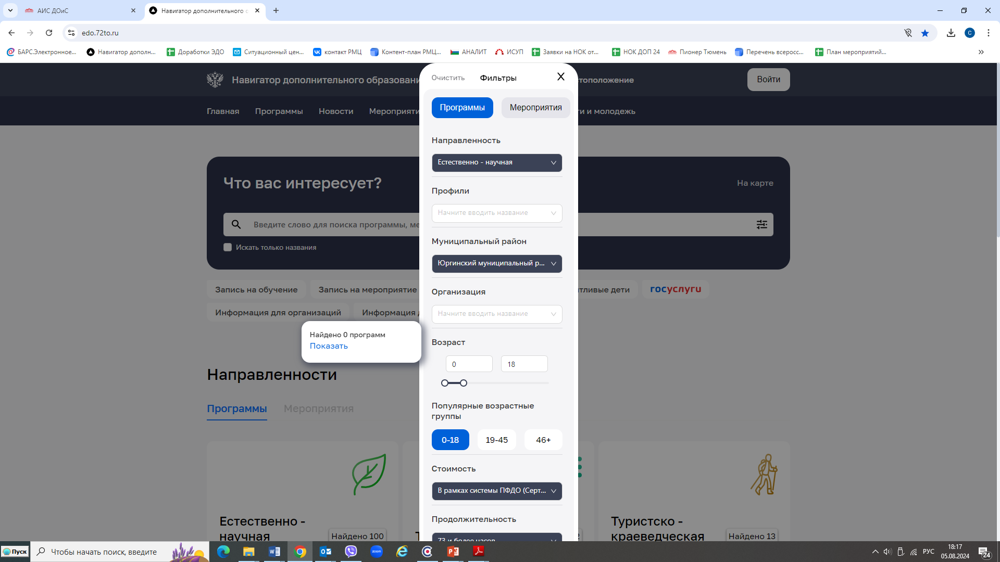 АИС ДОиС
Навигатор дополнительного о
edo.72to.ru
С
БАРС.Электронное...
Навигатор дополн...
Доработки ЭДО
Ситуационный цен...
контакт РМЦ
Контент-план РМЦ...
АНАЛИТ
ИСУП
Заявки на НОК от...
НОК ДОП 24
Пионер Тюмень
Перечень всеросс...
План мероприятий...
Навигатор дополнительного образовани
стоположение
Войти
Главная
Программы
Новости
Мероприяти
ти и молодежь
Очистить
Фильтры
Х
Программы
Мероприятия
Направленность
Естественно - научная
Профили
Начните вводить название
Муниципальный район
Юргинский муниципальный р...
Организация
Начните вводить название
Возраст
0
18
Популярные возрастные
группы
0-18
19-45
46+
Стоимость
В рамках системы ПФДО (Серт...
Продолжительность
73 и более часов
Что вас интересует?
На карте
Введите слово для поиска программы, ме
Искать только названия
Запись на обучение
Запись на мероприятие
тливые дети
госуслуги
Информация для организаций
Информация
Найдено 0 программ
Показать
Направленности
Программы
Мероприятия
Естественно -
научная
Найдено 100
Туристско -
краеведческая
Найдено 13
Пуск
Чтобы начать поиск, введите
zoom
РУС
18:17
05.08.2024
24